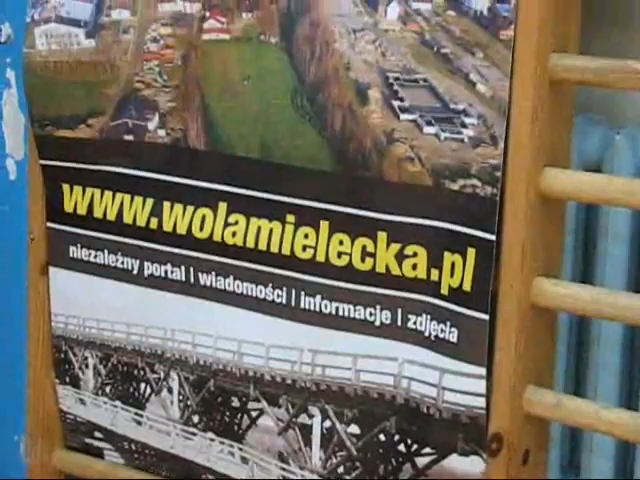 www.wolamielecka.pl
niezależny portal | wiadomości | informacje | zdjęcia